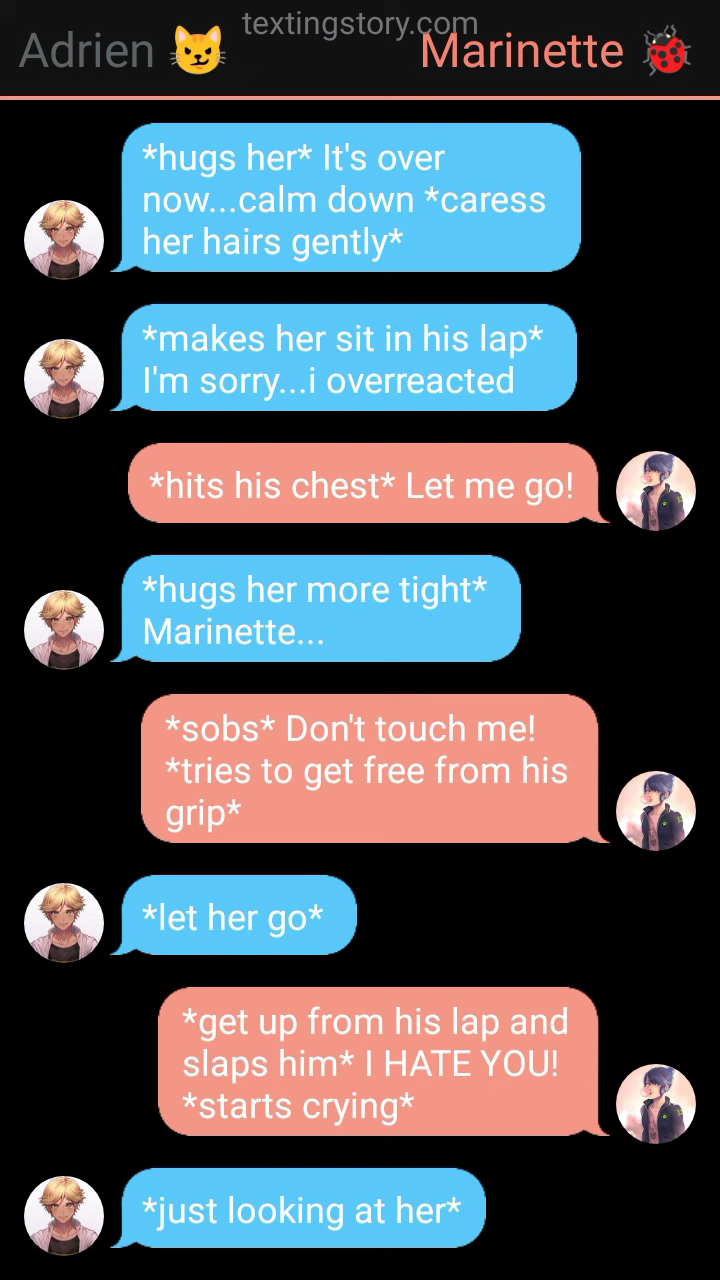 textingstory.com
Adrien 😼 Marinette 🐞
*hugs her* It's over
now...calm down *caress
her hairs gently*
*makes her sit in his lap*
I'm sorry...i overreacted
*hits his chest* Let me go!
*hugs her more tight*
Marinette...
*sobs* Don't touch me!
*tries to get free from his
grip*
*let her go*
*get up from his lap and
slaps him* I HATE YOU!
*starts crying*
*just looking at her*